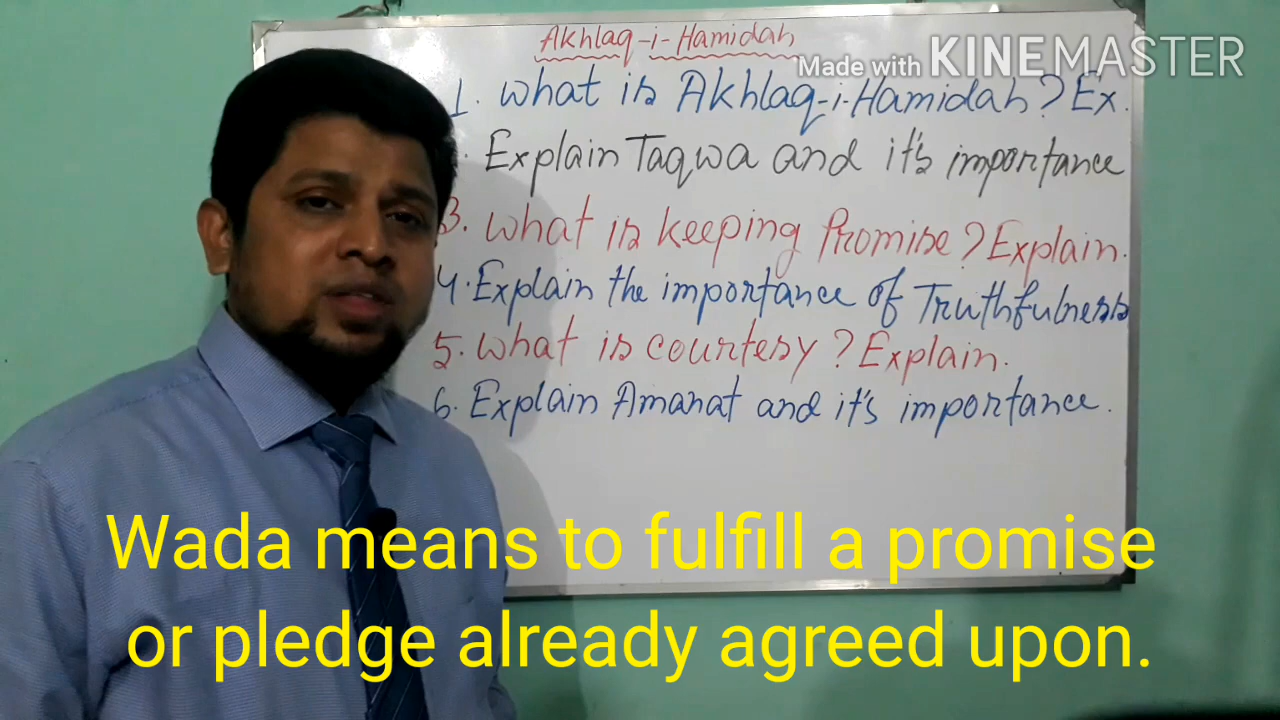 Akhlaq-i-Hamidah
Made with KINEMASTER
1. What is Akhlaq-i-Hamidah? Ex.
. Explain Taqwa and it's importance
3. What is keeping Promise? Explain.
4. Explain the importance of Truthfulness
5. What is courtesy? Explain.
6. Explain Amanat and it's importance.
Wada means to fulfill a promise
or pledge already agreed upon.